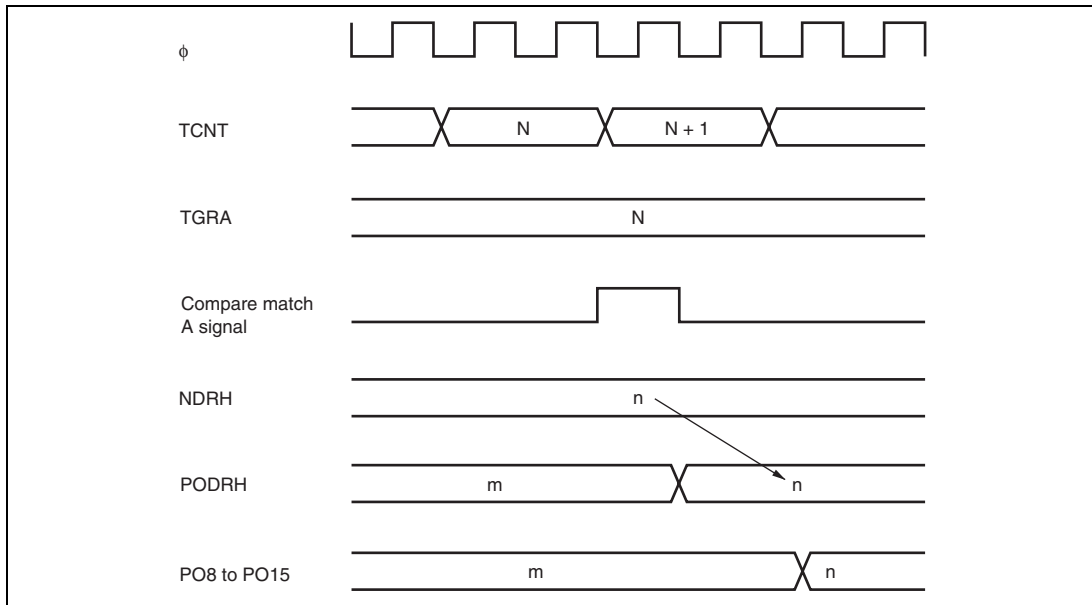 ϕ
TCNT
N
N + 1
TGRA
N
Compare match
A signal
NDRH
n
PODRH
m
n
PO8 to PO15
m
n